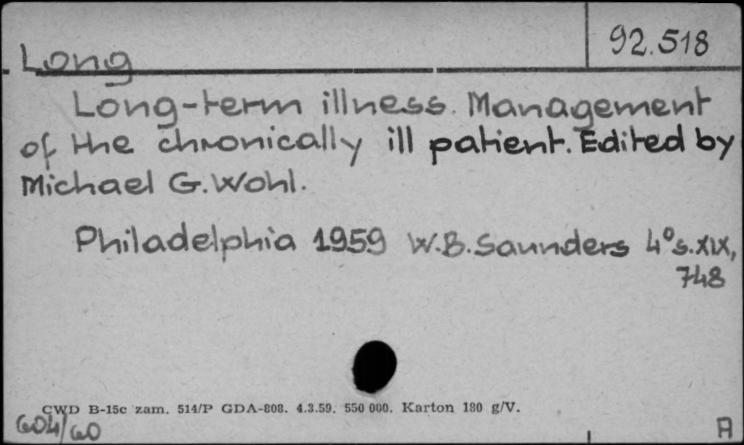 92.518
Long
Long-term illness. Management
of the chronically ill patient. Edited by
Michael G. Wohl.
Philadelphia 1959 W.B. Saunders 4° s. XIX,
748
CWD B-15c zam. 514/P GDA-808. 4.3.59. 550 000. Karton 180 g/V.
604/60
A